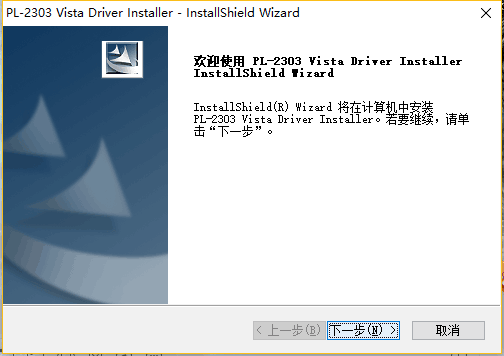 PL-2303 Vista Driver Installer - InstallShield Wizard
欢迎使用 PL-2303 Vista Driver Installer
InstallShield Wizard
InstallShield(R) Wizard 将在计算机中安装
PL-2303 Vista Driver Installer。若要继续，请单
击“下一步”。
< 上一步(B) 下一步(N) > 取消